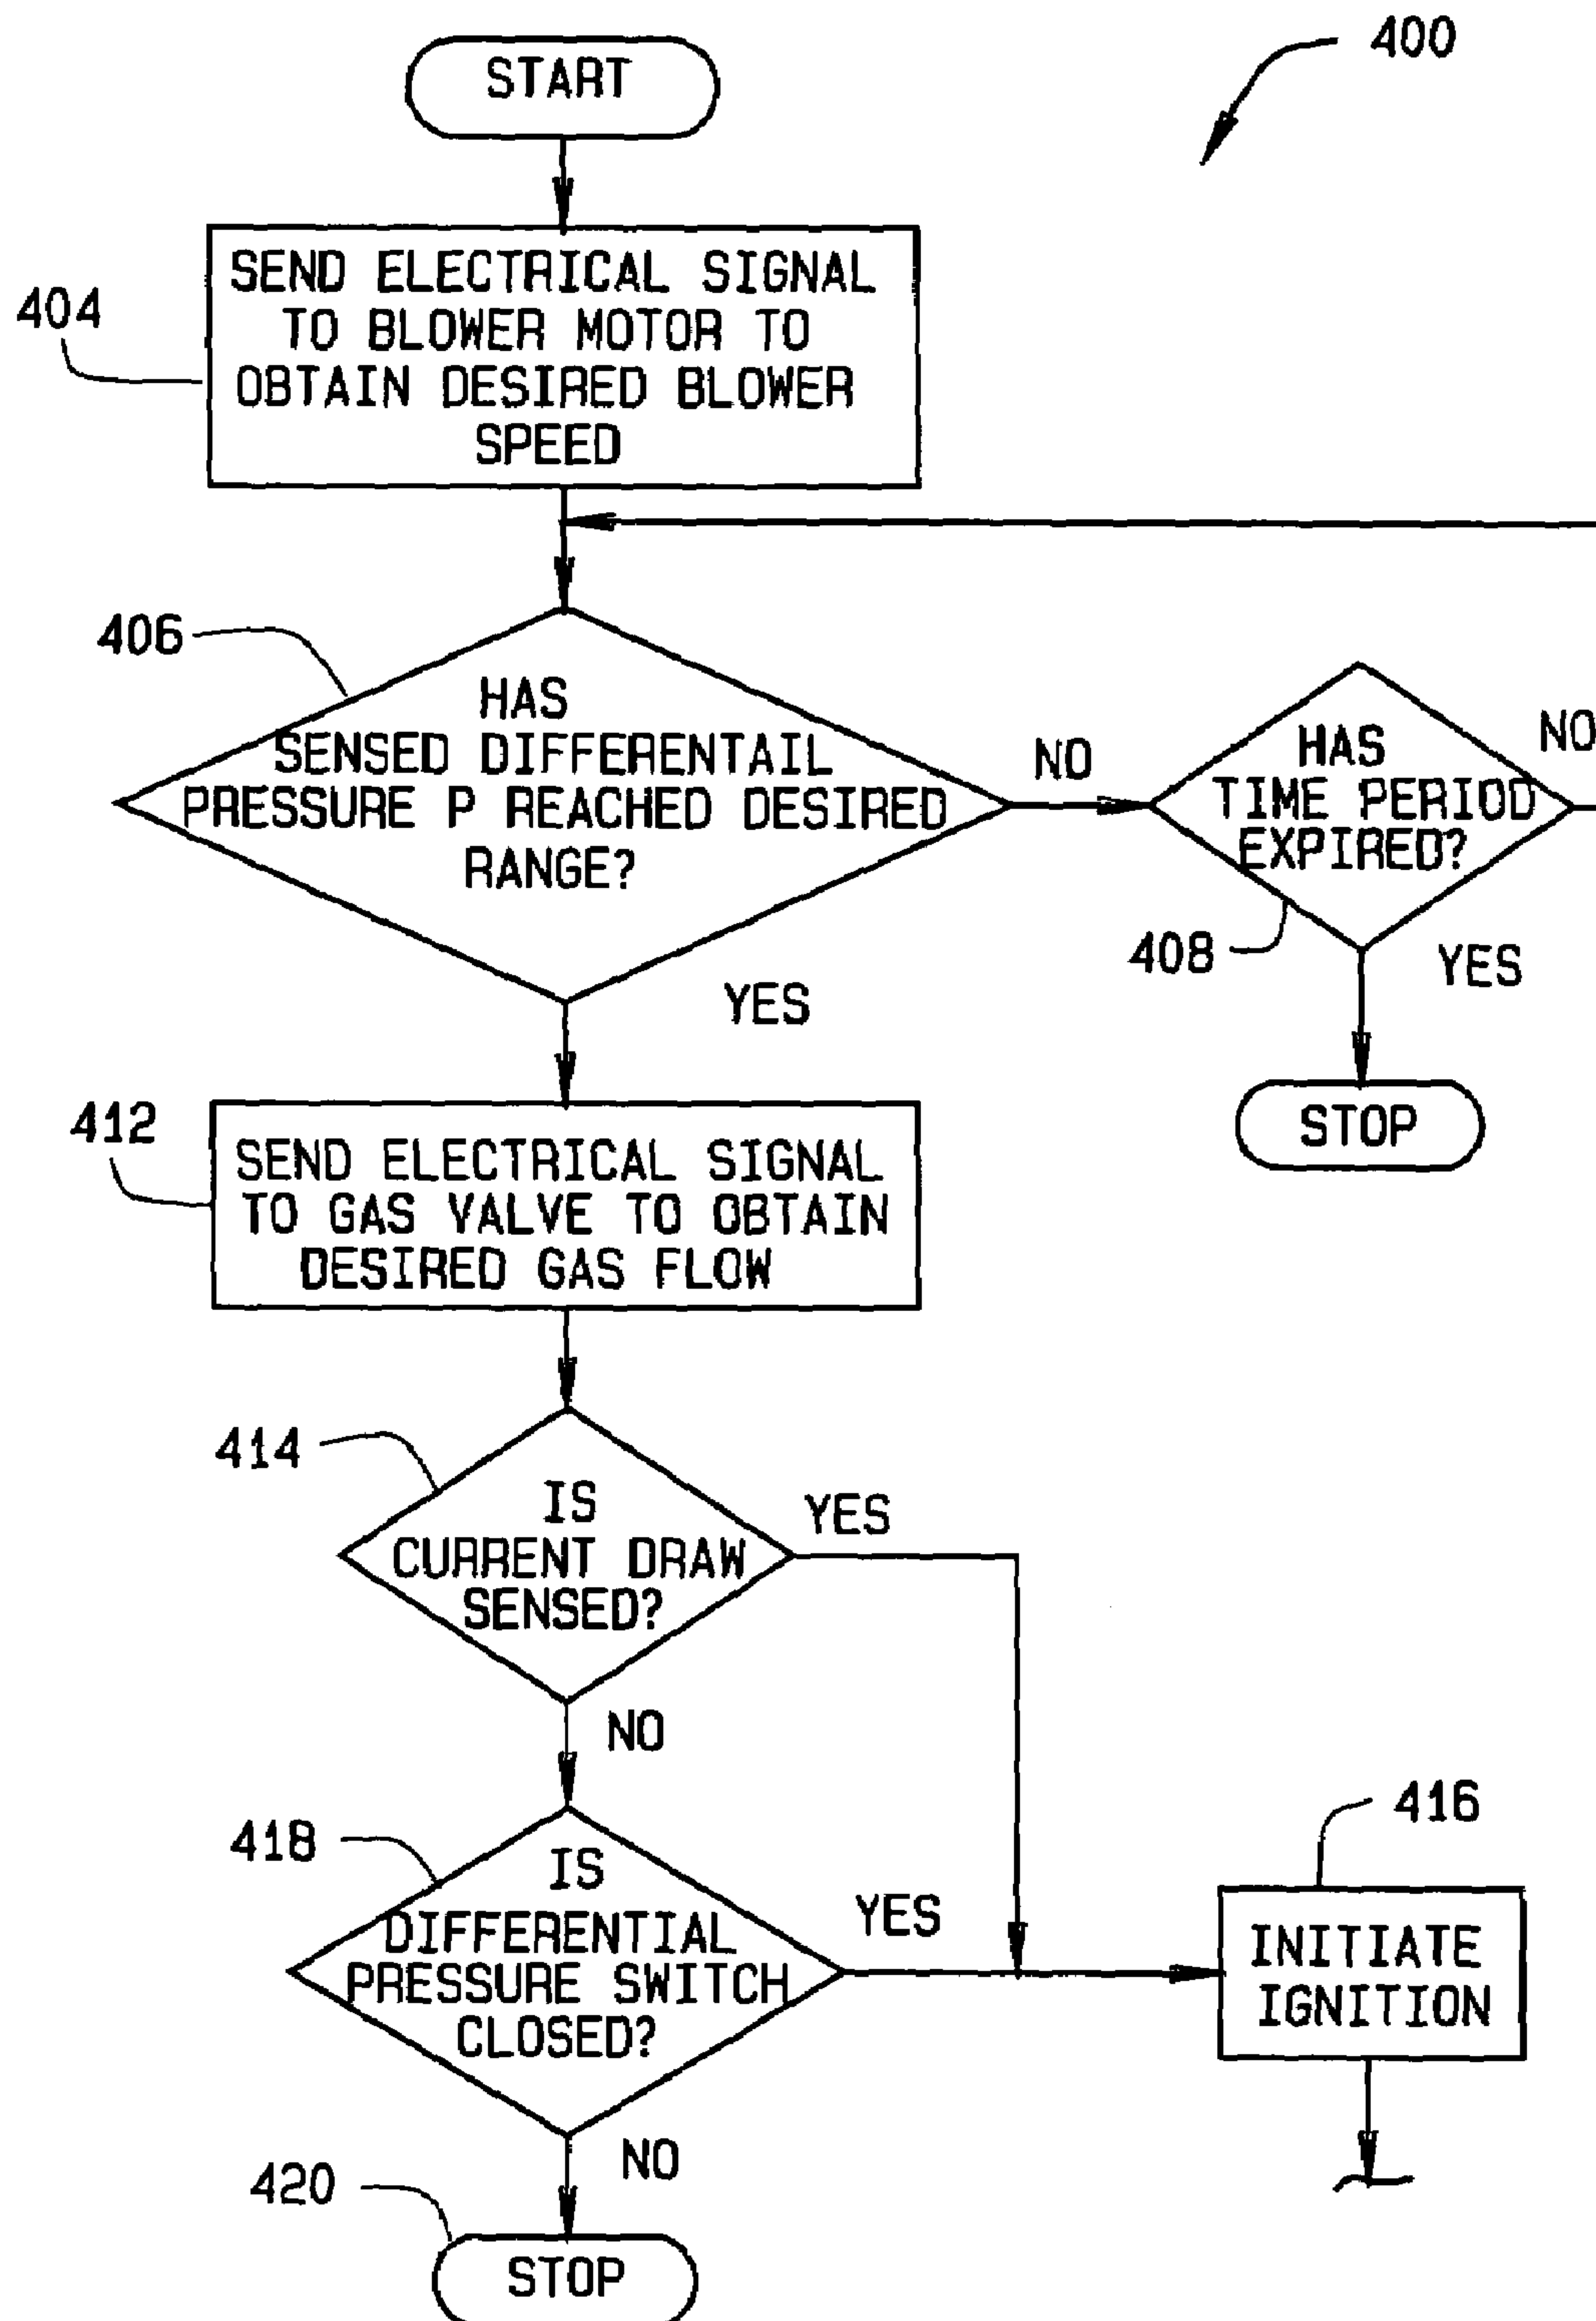 START
400
404
SEND ELECTRICAL SIGNAL
TO BLOWER MOTOR TO
OBTAIN DESIRED BLOWER
SPEED
406
HAS
SENSED DIFFERENTAIL
PRESSURE P REACHED DESIRED
RANGE?
NO
HAS
TIME PERIOD
EXPIRED?
NO
408
YES
YES
STOP
412
SEND ELECTRICAL SIGNAL
TO GAS VALVE TO OBTAIN
DESIRED GAS FLOW
414
IS
CURRENT DRAW
SENSED?
YES
NO
418
IS
DIFFERENTIAL
PRESSURE SWITCH
CLOSED?
YES
416
INITIATE
IGNITION
NO
420
STOP